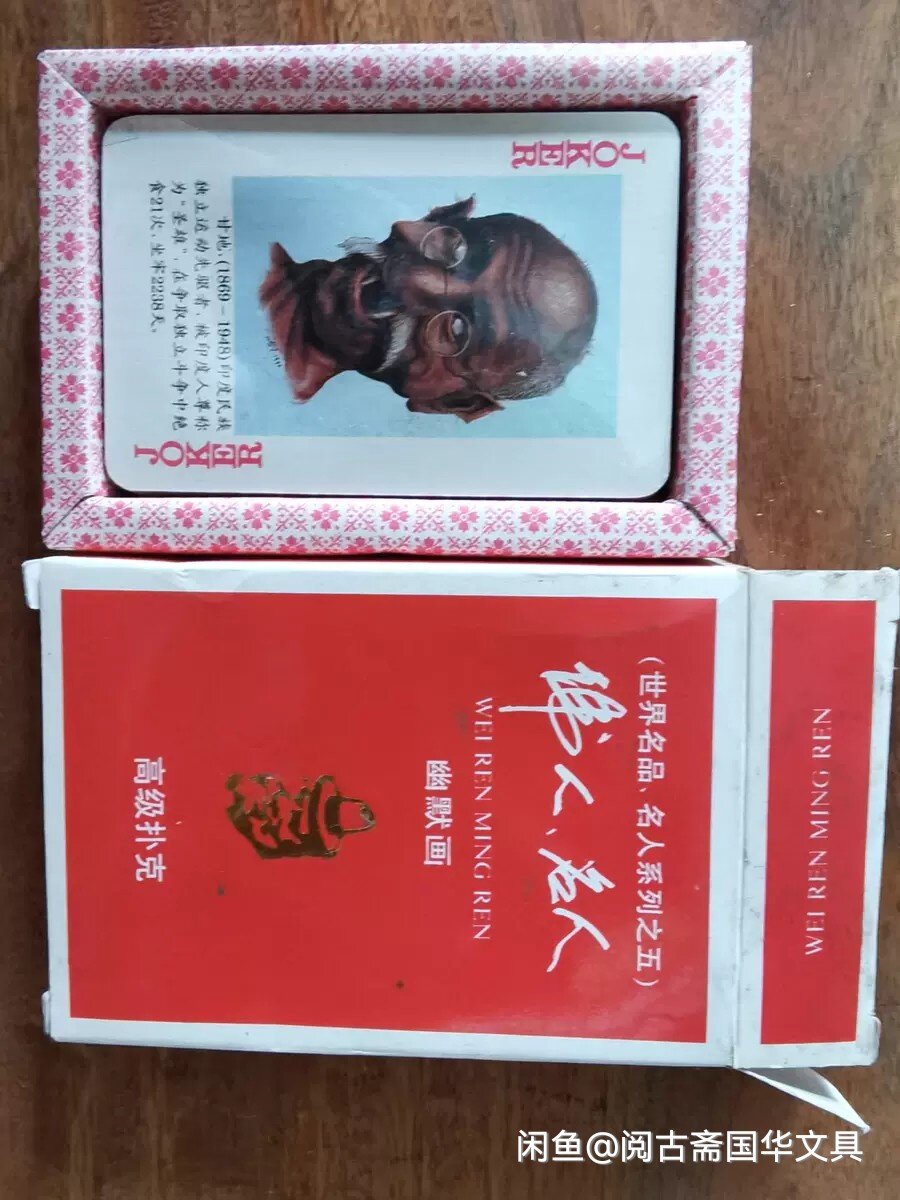 JOKER
甘地，(1869－1948)印度民族
独立运动先驱者，被印度人尊称
为“圣雄”，在争取独立斗争中绝
食21次，坐牢2238天。
JOKER
(世界名品、名人系列之五)
伟人、名人
WEI REN MING REN
幽默画
高级扑克
WEI REN MING REN
闲鱼@阅古斋国华文具